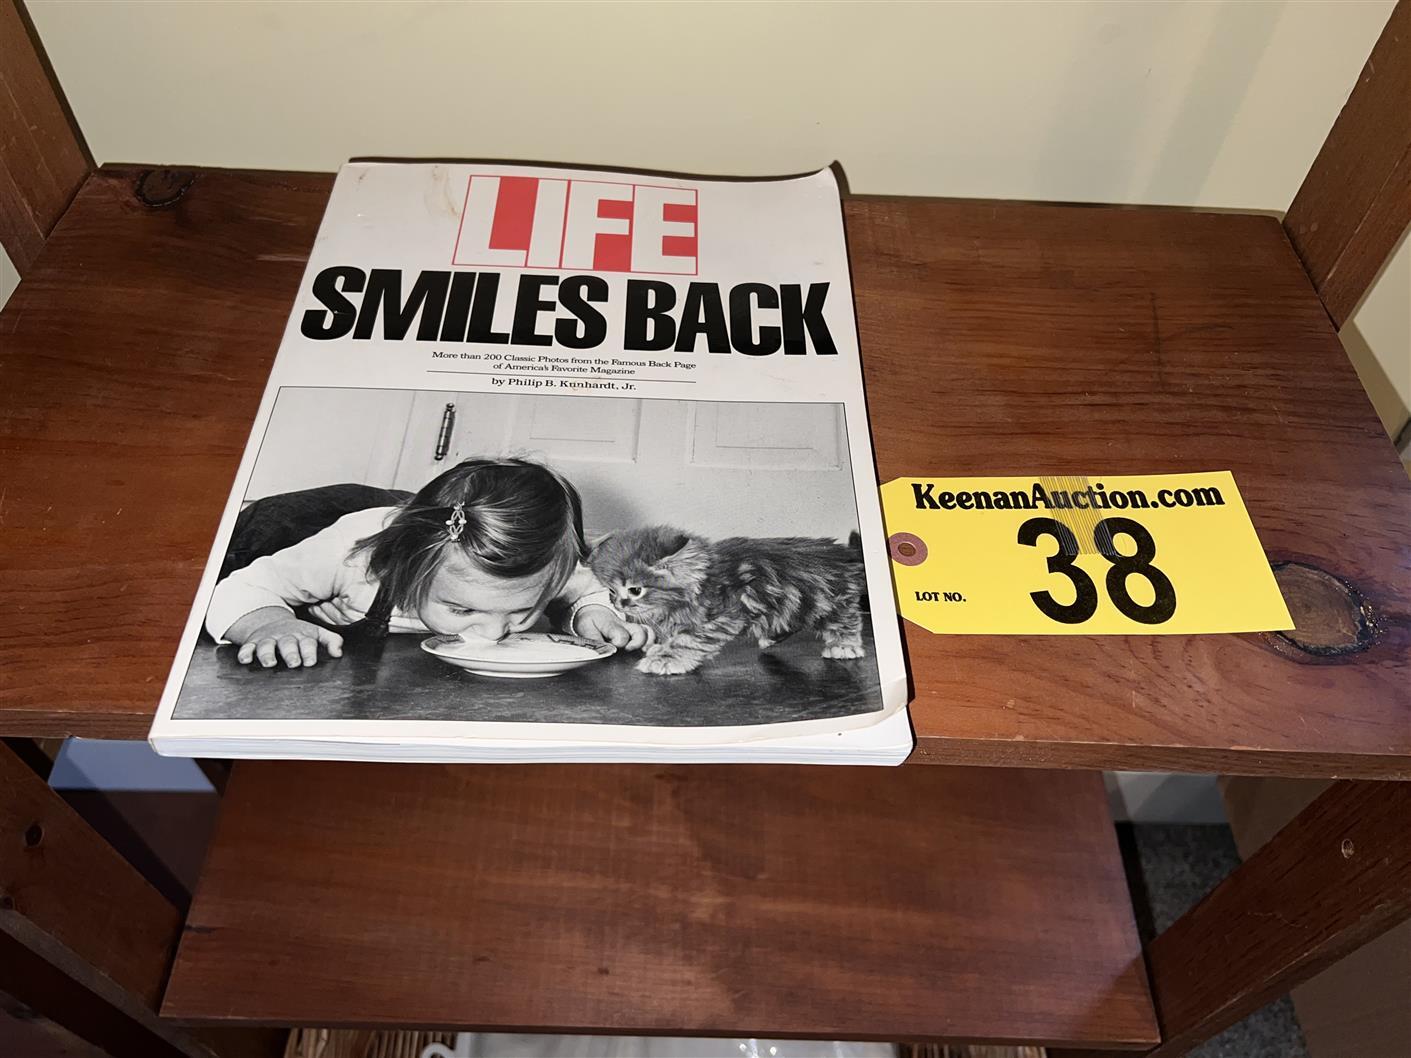 LIFE
SMILES BACK
More than 200 Classic Photos from the Famous Back Page
of America's Favorite Magazine
by Philip B. Kunhardt, Jr.
KeenanAuction.com
38
LOT NO.